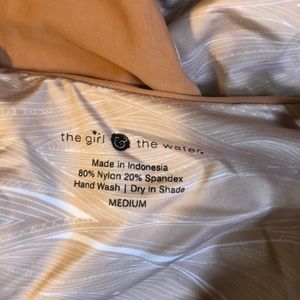 the girl & the water.
Made in Indonesia
80% Nylon 20% Spandex
Hand Wash | Dry In Shade
MEDIUM